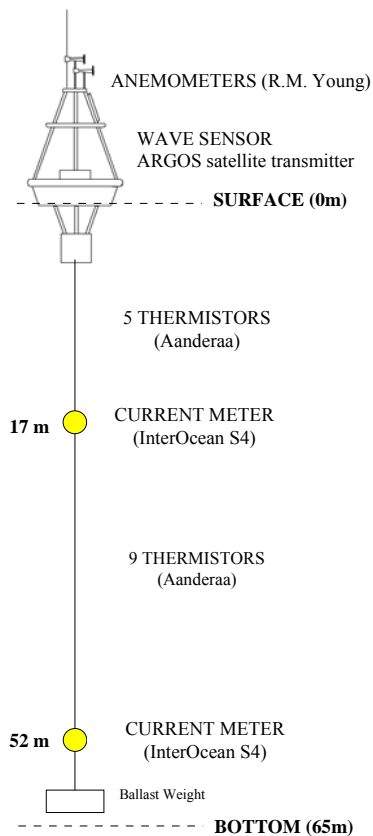 ANEMOMETERS (R.M. Young)
WAVE SENSOR
ARGOS satellite transmitter
SURFACE (0m)
5 THERMISTORS
(Aanderaa)
17 m
CURRENT METER
(InterOcean S4)
9 THERMISTORS
(Aanderaa)
52 m
CURRENT METER
(InterOcean S4)
Ballast Weight
BOTTOM (65m)